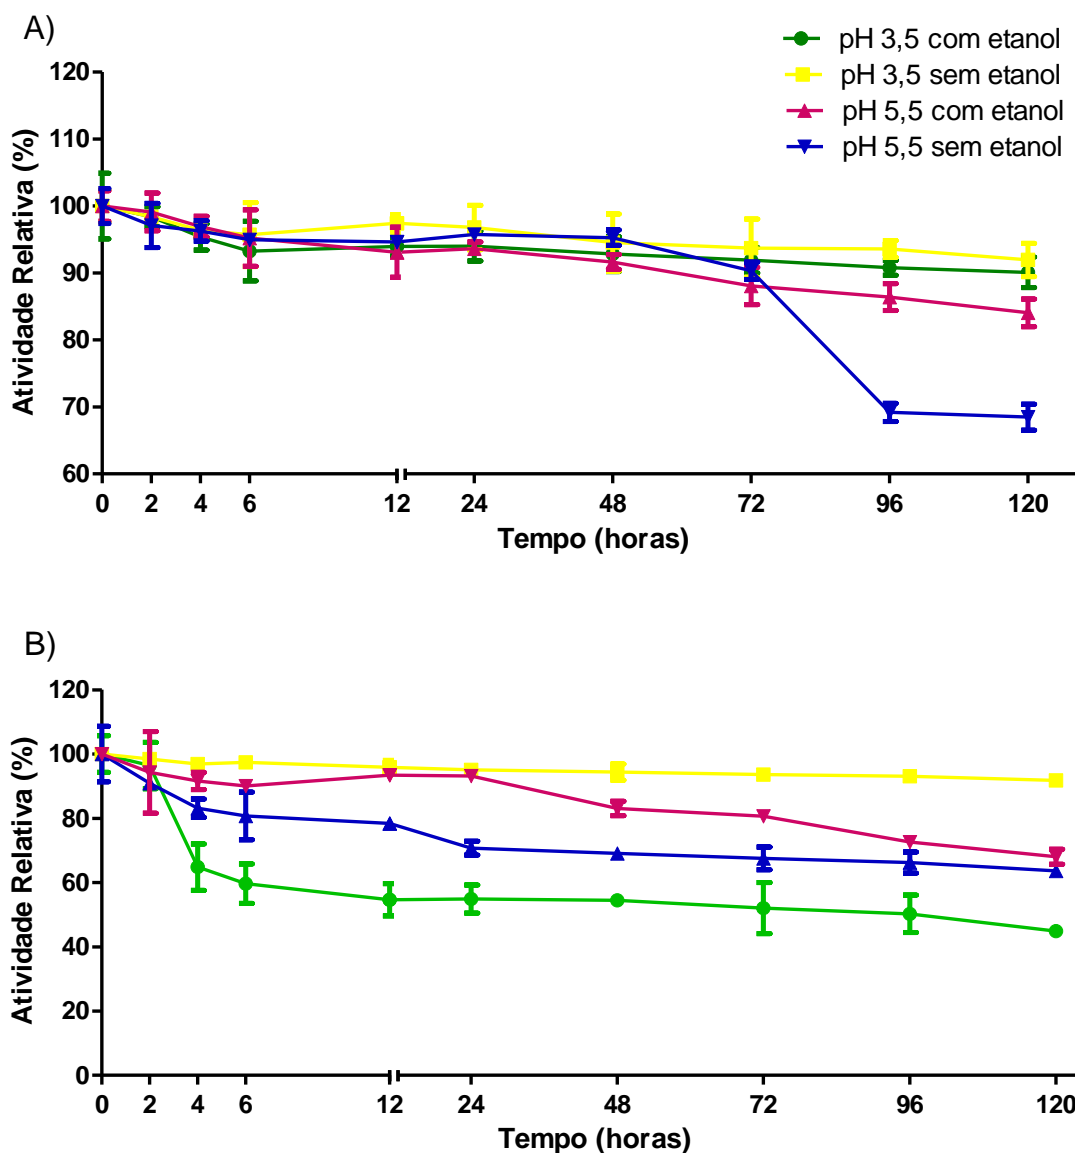 A)
pH 3,5 com etanol
pH 3,5 sem etanol
pH 5,5 com etanol
pH 5,5 sem etanol
Atividade Relativa (%)
120
110
100
90
80
70
60
0 2 4 6 12 24 48 72 96 120
Tempo (horas)
B)
Atividade Relativa (%)
120
100
80
60
40
20
0
0 2 4 6 12 24 48 72 96 120
Tempo (horas)